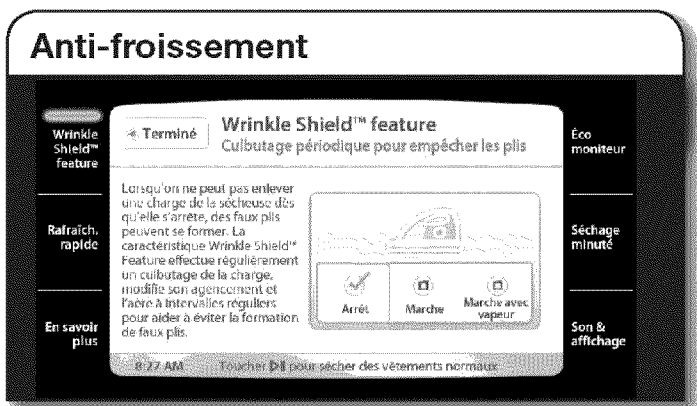 Anti-froissement
Wrinkle
Shield™
feature
Rafraîch.
rapide
En savoir
plus
Terminé
Wrinkle Shield™ feature
Culbutage périodique pour empêcher les plis
Lorsqu'on ne peut pas enlever
une charge de la sécheuse dès
qu'elle s'arrête, des faux plis
peuvent se former. La
caractéristique Wrinkle Shield™
Feature effectue régulièrement
un culbutage de la charge,
modifie son agencement et
l'aère à intervalles réguliers
pour aider à éviter la formation
de faux plis.
Arrêt
Marche
Marche avec
vapeur
8:27 AM
Toucher pour sécher des vêtements normaux
Éco
moniteur
Séchage
minuté
Son &
affichage